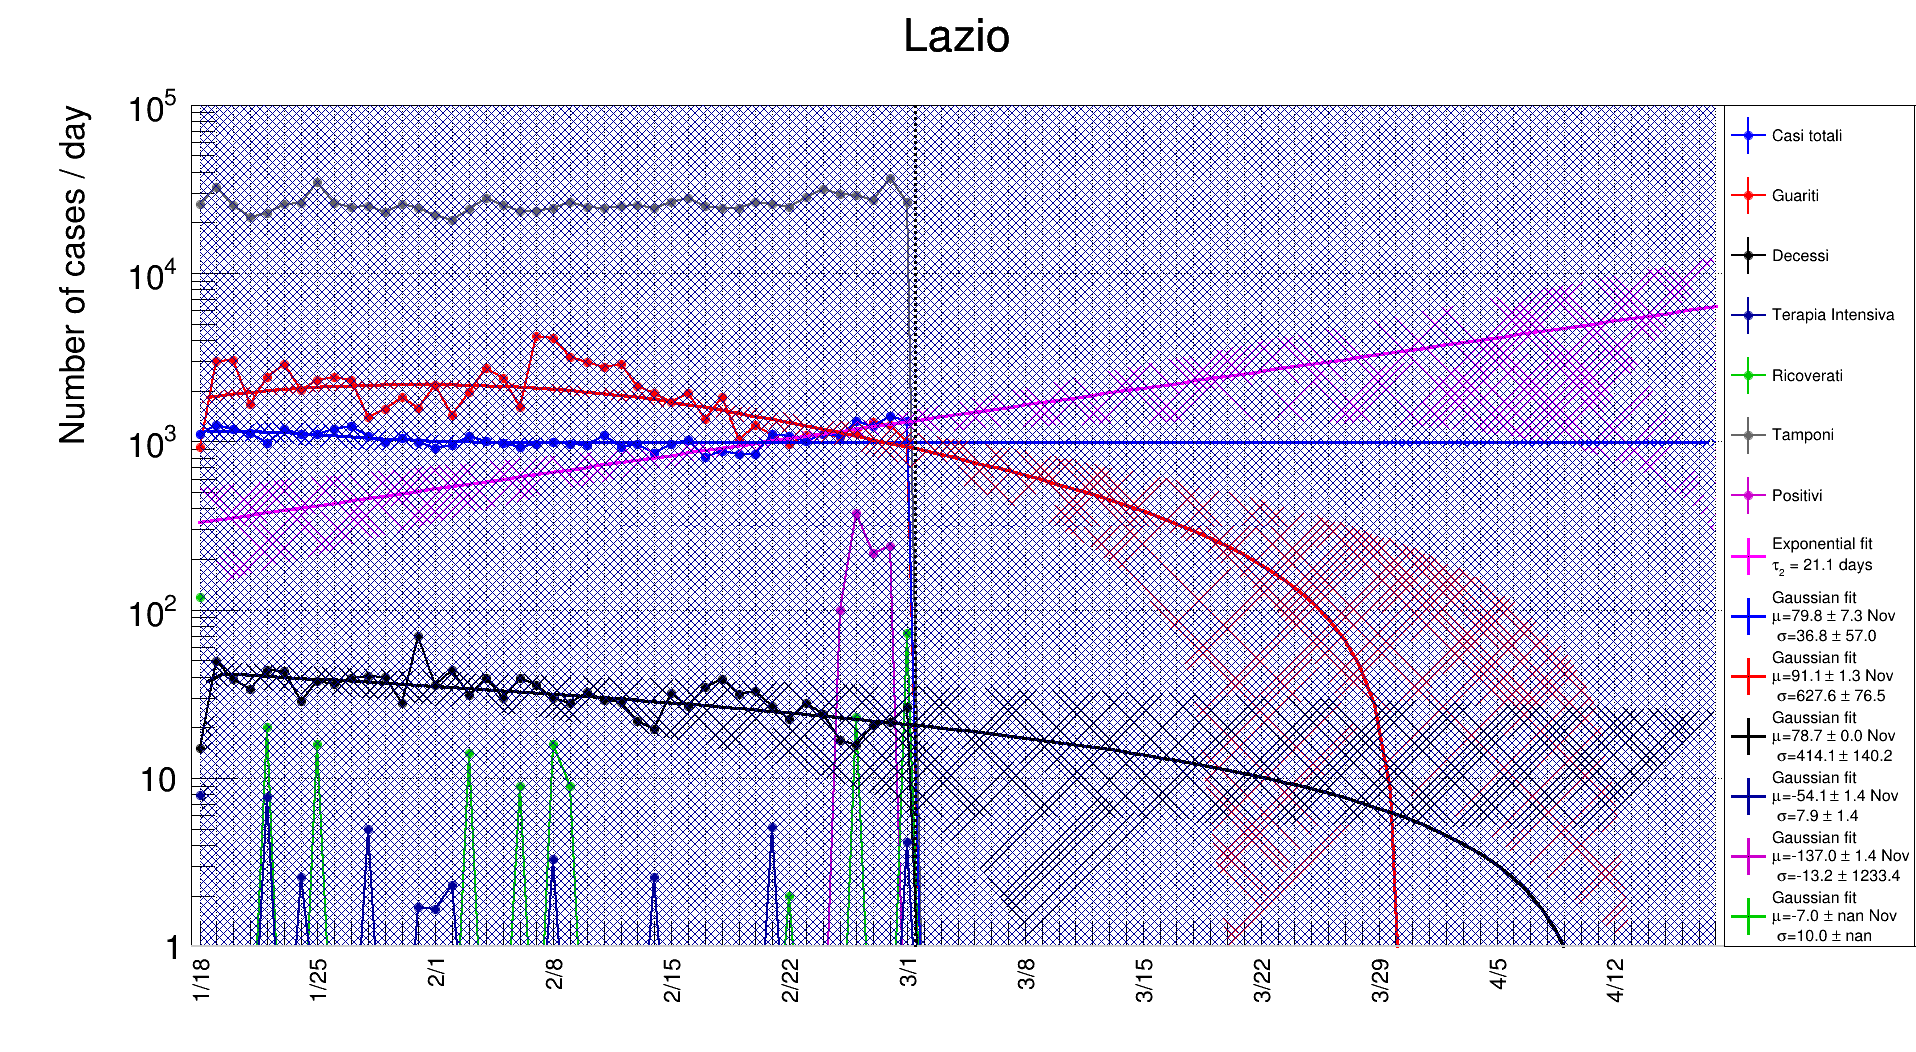 Lazio
Number of cases / day
10^5
10^4
10^3
10^2
10
1
1/18
1/25
2/1
2/8
2/15
2/22
3/1
3/8
3/15
3/22
3/29
4/5
4/12
Casi totali
Guariti
Decessi
Terapia Intensiva
Ricoverati
Tamponi
Positivi
Exponential fit
τ₂ = 21.1 days
Gaussian fit
μ=79.8 ± 7.3 Nov
σ=36.8 ± 57.0
Gaussian fit
μ=91.1 ± 1.3 Nov
σ=627.6 ± 76.5
Gaussian fit
μ=78.7 ± 0.0 Nov
σ=414.1 ± 140.2
Gaussian fit
μ=-54.1 ± 1.4 Nov
σ=7.9 ± 1.4
Gaussian fit
μ=-137.0 ± 1.4 Nov
σ=-13.2 ± 1233.4
Gaussian fit
μ=-7.0 ± nan Nov
σ=10.0 ± nan